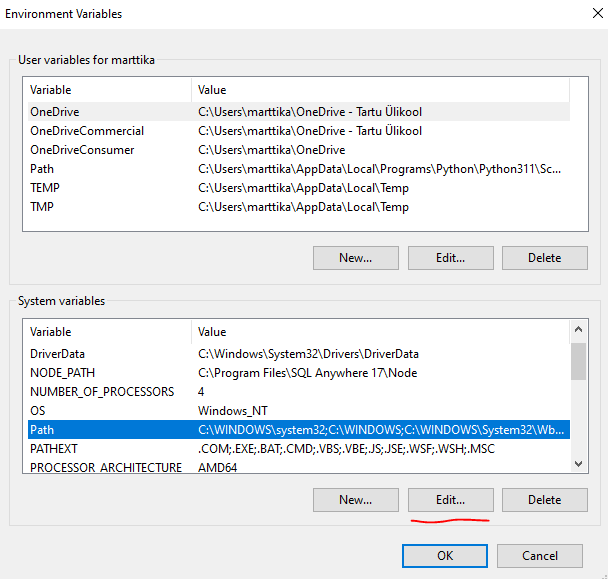 Environment Variables
User variables for marttika
Variable Value
OneDrive C:\Users\marttika\OneDrive - Tartu Ülikool
OneDriveCommercial C:\Users\marttika\OneDrive - Tartu Ülikool
OneDriveConsumer C:\Users\marttika\OneDrive
Path C:\Users\marttika\AppData\Local\Programs\Python\Python311\Sc...
TEMP C:\Users\marttika\AppData\Local\Temp
TMP C:\Users\marttika\AppData\Local\Temp
New... Edit... Delete
System variables
Variable Value
DriverData C:\Windows\System32\Drivers\DriverData
NODE_PATH C:\Program Files\SQL Anywhere 17\Node
NUMBER_OF_PROCESSORS 4
OS Windows_NT
Path C:\WINDOWS\system32;C:\WINDOWS;C:\WINDOWS\System32\Wb...
PATHEXT .COM;.EXE;.BAT;.CMD;.VBS;.VBE;.JS;.JSE;.WSF;.WSH;.MSC
PROCESSOR_ARCHITECTURE AMD64
New... Edit... Delete
OK Cancel